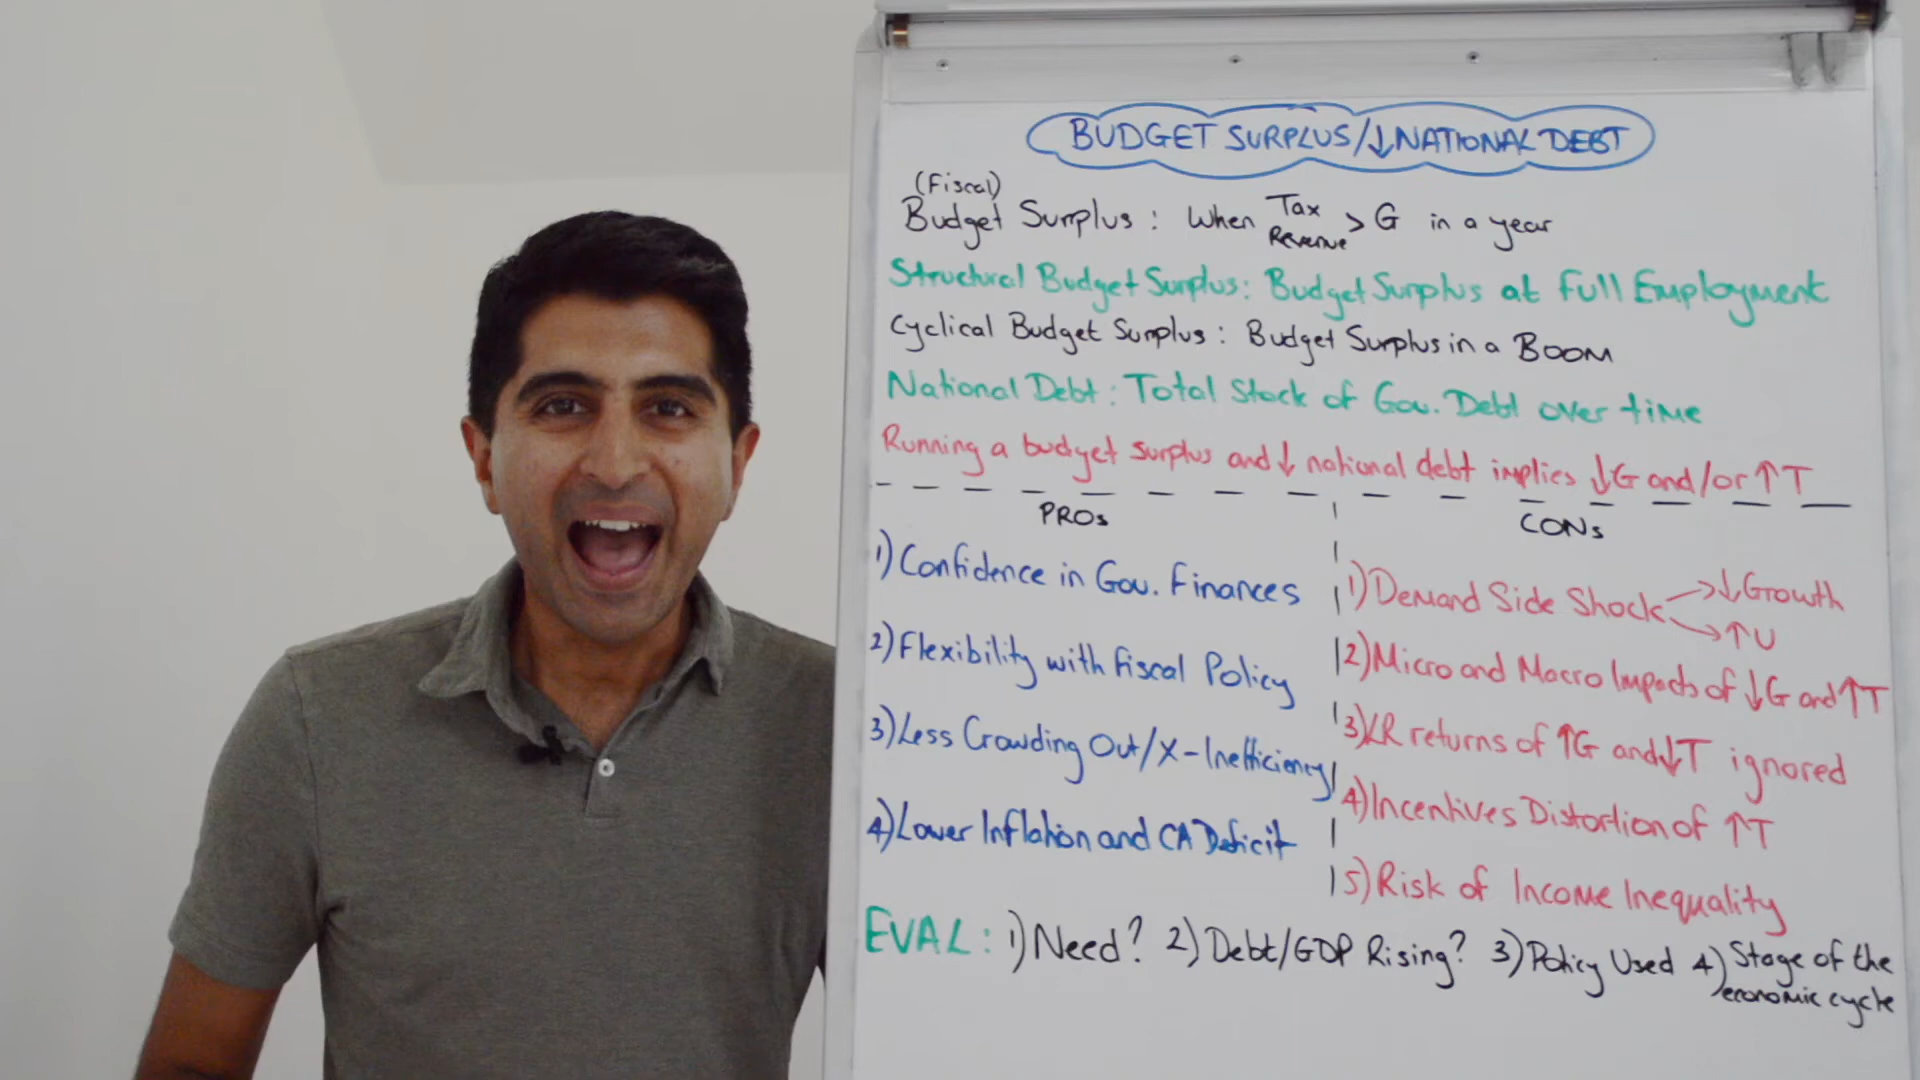 BUDGET SURPLUS/↓NATIONAL DEBT
(Fiscal)
Budget Surplus : When Tax Revenue > G in a year
Structural Budget Surplus: Budget Surplus at Full Employment
Cyclical Budget Surplus : Budget Surplus in a BOOM
National Debt : Total Stock of Gov. Debt over time
Running a budget surplus and ↓ national debt implies ↓G and/or ↑T
PROs
1) Confidence in Gov. Finances
2) Flexibility with Fiscal Policy
3) Less Crowding Out/X-Inefficiency
4) Lower Inflation and CA Deficit
CONs
1) Demand Side Shock → ↓Growth
→ ↑U
2) Micro and Macro Impacts of ↓G and ↑T
3) LR returns of ↑G and ↓T ignored
4) Incentives Distortion of ↑T
5) Risk of Income Inequality
EVAL: 1) Need? 2) Debt/GDP Rising? 3) Policy Used 4) Stage of the
economic cycle